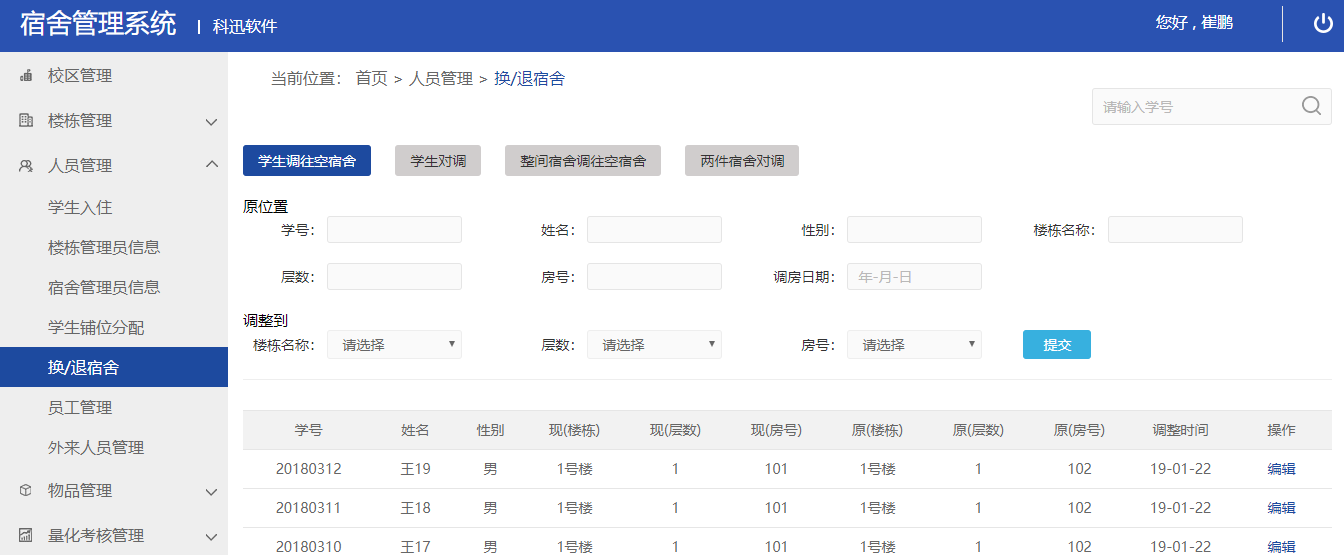 宿舍管理系统 | 科迅软件 您好 , 崔鹏
校区管理
楼栋管理
人员管理
学生入住
楼栋管理员信息
宿舍管理员信息
学生铺位分配
换/退宿舍
员工管理
外来人员管理
物品管理
量化考核管理
当前位置： 首页 > 人员管理 > 换/退宿舍
请输入学号
学生调往空宿舍 学生对调 整间宿舍调往空宿舍 两件宿舍对调
原位置
学号： 姓名： 性别： 楼栋名称：
层数： 房号： 调房日期： 年-月-日
调整到
楼栋名称： 请选择 层数： 请选择 房号： 请选择 提交
学号 姓名 性别 现(楼栋) 现(层数) 现(房号) 原(楼栋) 原(层数) 原(房号) 调整时间 操作
20180312 王19 男 1号楼 1 101 1号楼 1 102 19-01-22 编辑
20180311 王18 男 1号楼 1 101 1号楼 1 102 19-01-22 编辑
20180310 王17 男 1号楼 1 101 1号楼 1 102 19-01-22 编辑